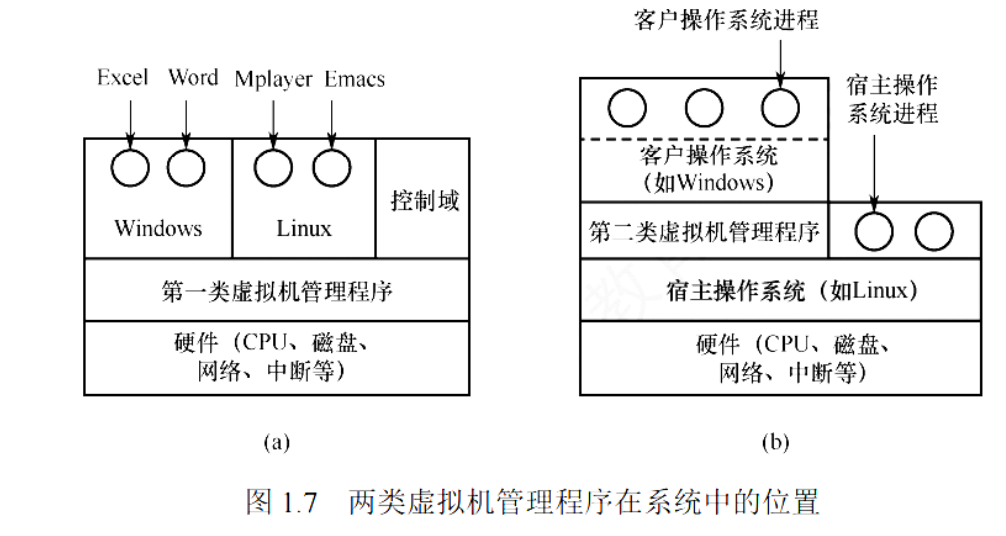 Excel Word Mplayer Emacs
Windows
Linux
控制域
第一类虚拟机管理程序
硬件（CPU、磁盘、
网络、中断等）
(a)
客户操作系统进程
宿主操作
系统进程
客户操作系统
（如Windows）
第二类虚拟机管理程序
宿主操作系统（如Linux）
硬件（CPU、磁盘、
网络、中断等）
(b)
图 1.7 两类虚拟机管理程序在系统中的位置